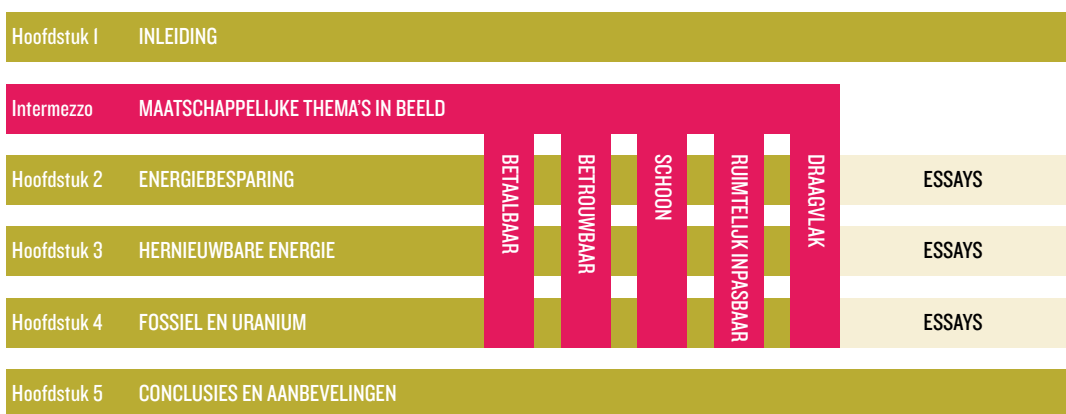 Hoofdstuk 1 INLEIDING
Intermezzo MAATSCHAPPELIJKE THEMA'S IN BEELD
BETAALBAAR
BETROUWBAAR
SCHOON
RUIMTELIJK INPASBAAR
DRAAGVLAK
Hoofdstuk 2 ENERGIEBESPARING
ESSAYS
Hoofdstuk 3 HERNIEUWBARE ENERGIE
ESSAYS
Hoofdstuk 4 FOSSIEL EN URANIUM
ESSAYS
Hoofdstuk 5 CONCLUSIES EN AANBEVELINGEN